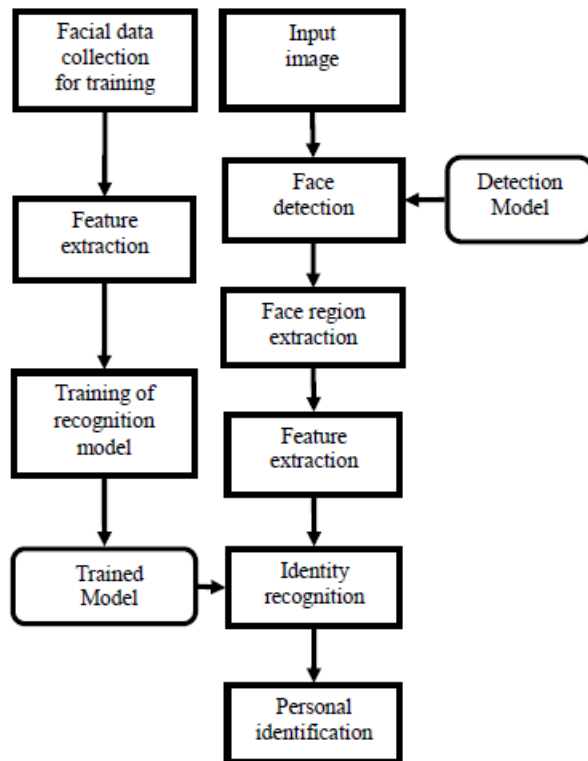 Facial data
collection
for training
Input
image
Face
detection
Detection
Model
Feature
extraction
Face region
extraction
Training of
recognition
model
Feature
extraction
Trained
Model
Identity
recognition
Personal
identification